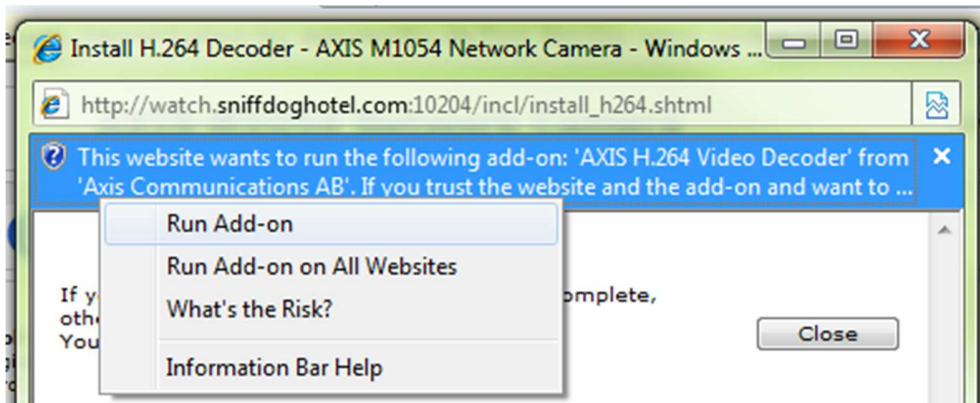 Install H.264 Decoder - AXIS M1054 Network Camera - Windows ...
http://watch.sniffdoghotel.com:10204/incl/install_h264.shtml
This website wants to run the following add-on: 'AXIS H.264 Video Decoder' from
'Axis Communications AB'. If you trust the website and the add-on and want to ...
Run Add-on
Run Add-on on All Websites
What's the Risk?
Information Bar Help
If
You
Close